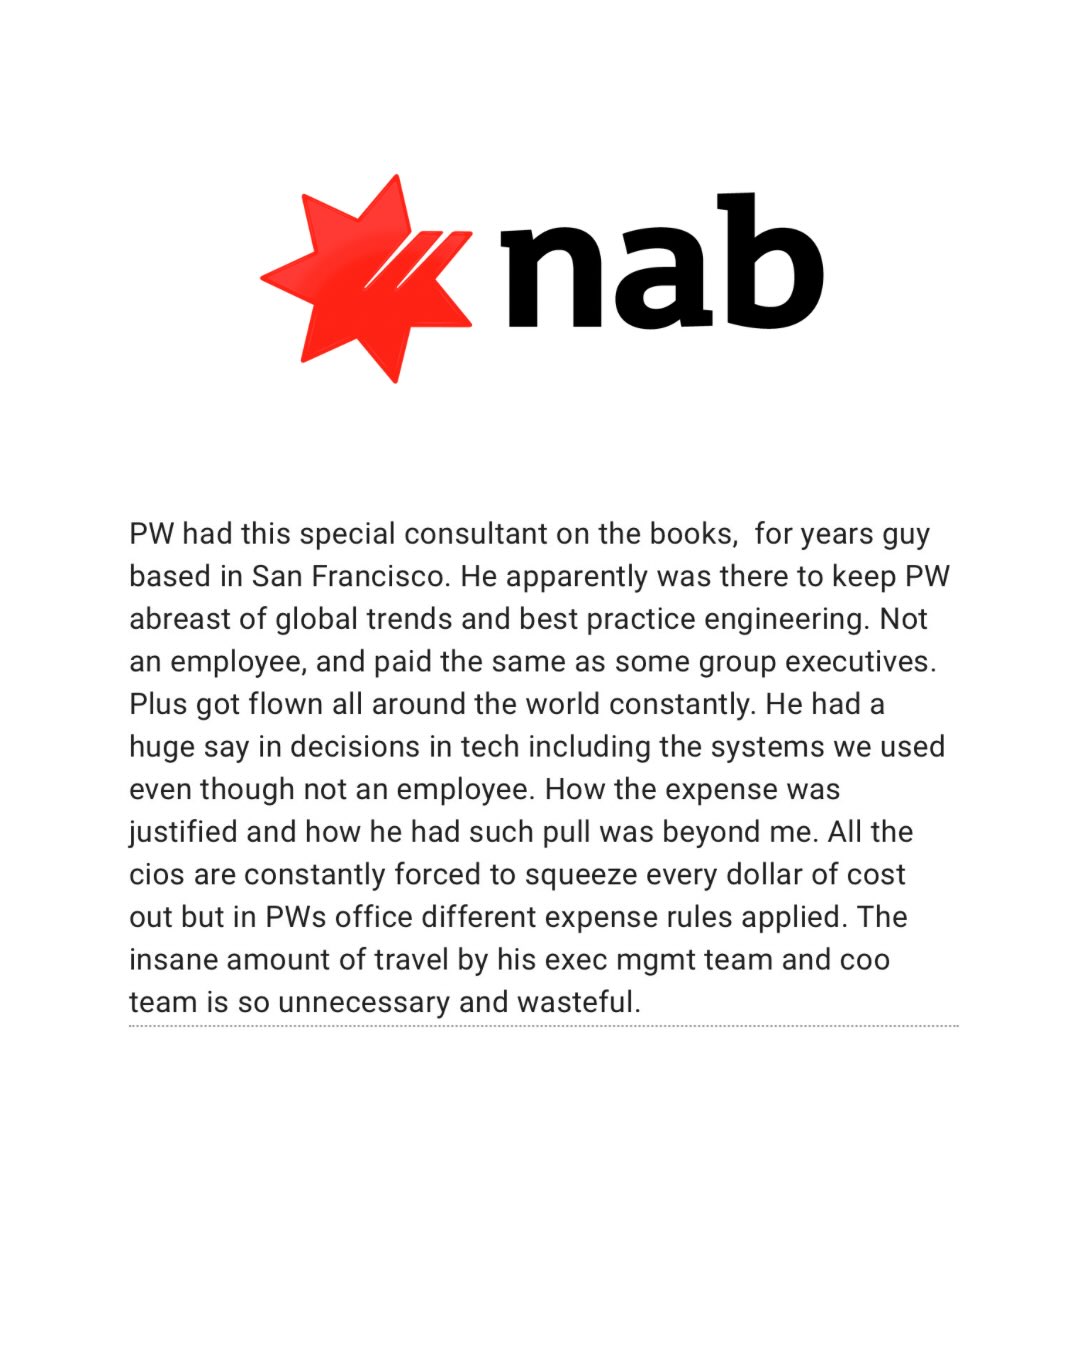 nab
PW had this special consultant on the books,  for years guy
based in San Francisco. He apparently was there to keep PW
abreast of global trends and best practice engineering. Not
an employee, and paid the same as some group executives.
Plus got flown all around the world constantly. He had a
huge say in decisions in tech including the systems we used
even though not an employee. How the expense was
justified and how he had such pull was beyond me. All the
cios are constantly forced to squeeze every dollar of cost
out but in PWs office different expense rules applied. The
insane amount of travel by his exec mgmt team and coo
team is so unnecessary and wasteful.